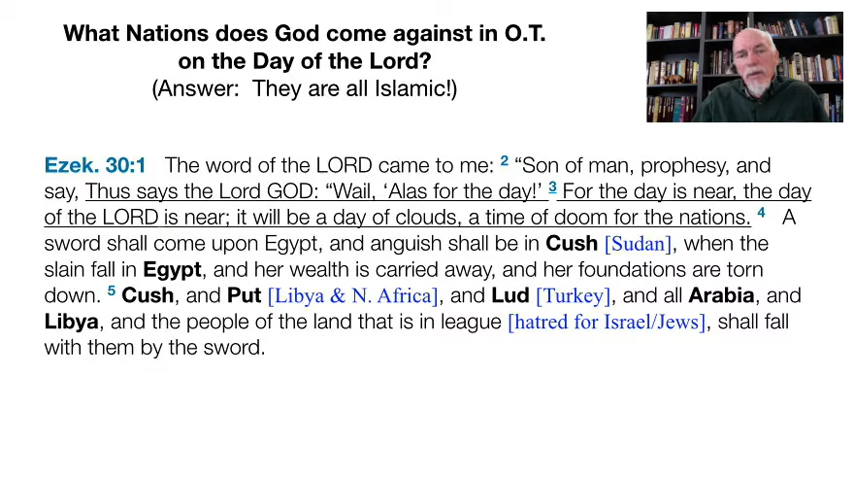 What Nations does God come against in O.T.
on the Day of the Lord?
(Answer:  They are all Islamic!)
Ezek. 30:1   The word of the LORD came to me: 2 “Son of man, prophesy, and
say, Thus says the Lord GOD: “Wail, ‘Alas for the day!’ 3 For the day is near, the day
of the LORD is near; it will be a day of clouds, a time of doom for the nations. 4   A
sword shall come upon Egypt, and anguish shall be in Cush [Sudan], when the
slain fall in Egypt, and her wealth is carried away, and her foundations are torn
down. 5 Cush, and Put [Libya & N. Africa], and Lud [Turkey], and all Arabia, and
Libya, and the people of the land that is in league [hatred for Israel/Jews], shall fall
with them by the sword.